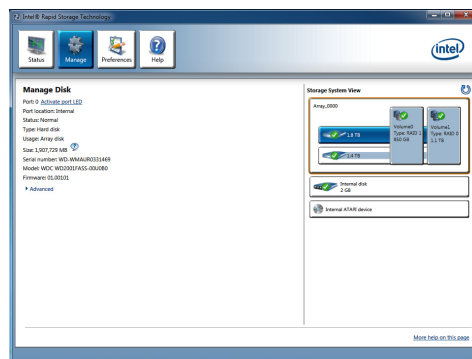 Intel® Rapid Storage Technology
Status
Manage
Preferences
Help
intel
Manage Disk
Port: 0 Activate port LED
Port location: Internal
Status: Normal
Type: Hard disk
Usage: Array disk
Size: 1,907,729 MB
Serial number: WD-WMAUR0331469
Model: WDC WD2001FASS-00U0B0
Firmware: 01.00101
Advanced
Storage System View
Array_0000
1.8 TB
1.4 TB
Volume0
Type: RAID 1
850 GB
Volume1
Type: RAID 0
1.1 TB
Internal disk
2 GB
Internal ATAPI device
More help on this page